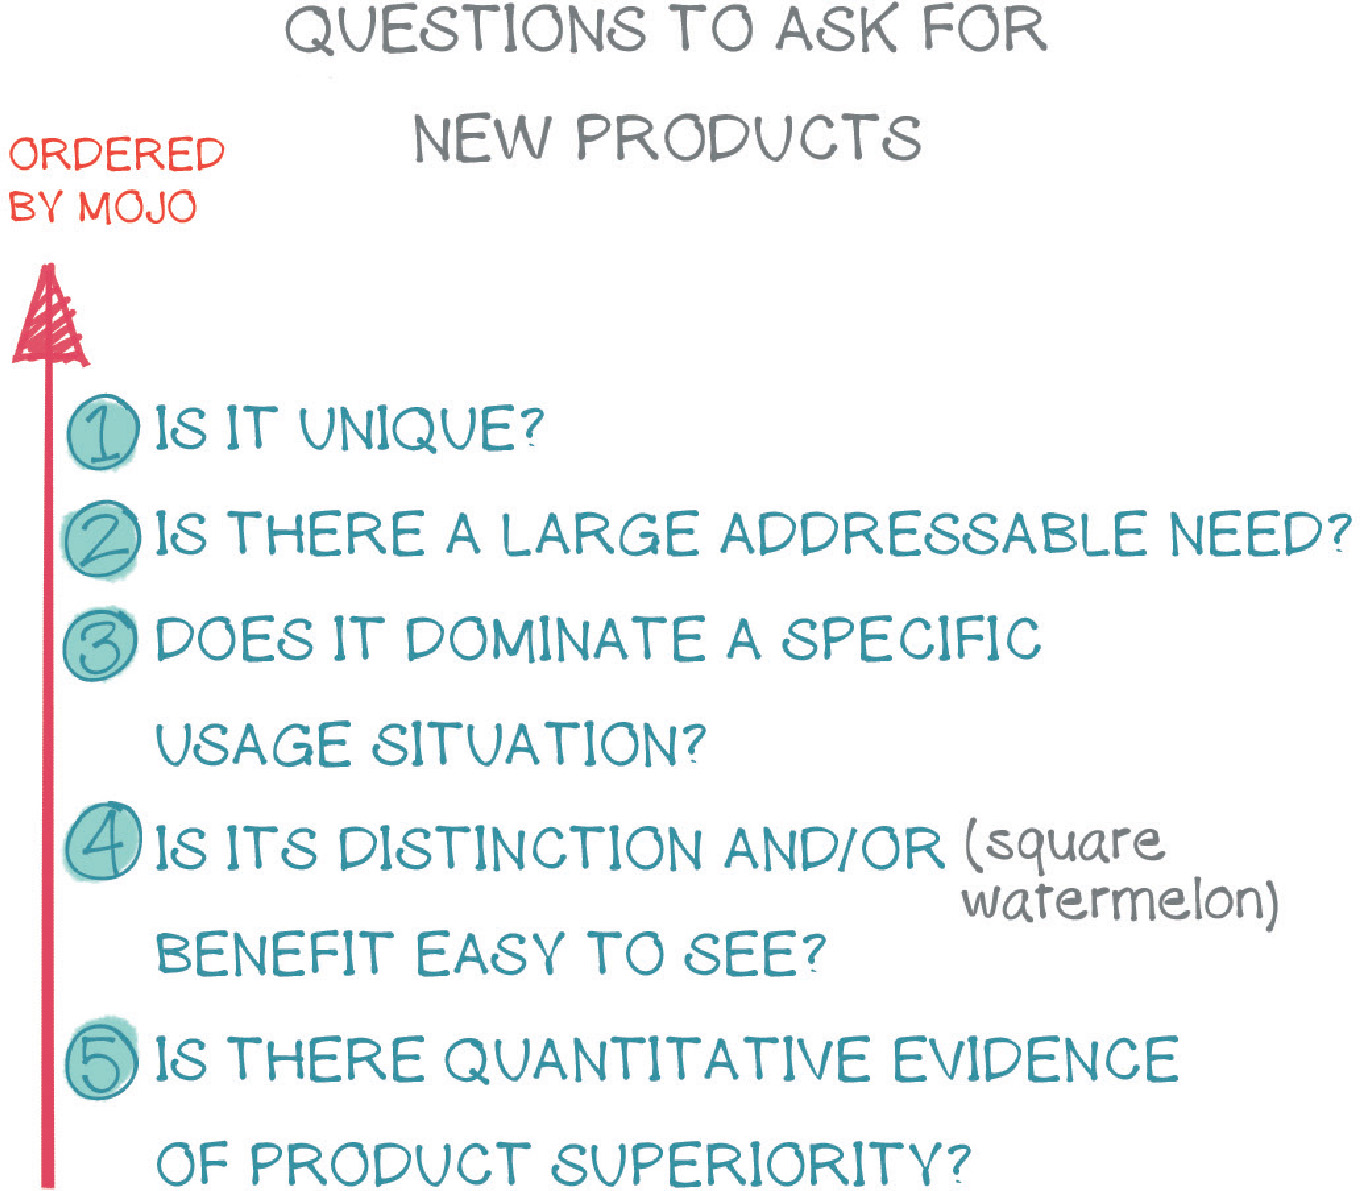 QUESTIONS TO ASK FOR
NEW PRODUCTS
ORDERED
BY MOJO
1 IS IT UNIQUE?
2 IS THERE A LARGE ADDRESSABLE NEED?
3 DOES IT DOMINATE A SPECIFIC
USAGE SITUATION?
4 IS ITS DISTINCTION AND/OR (square
watermelon)
BENEFIT EASY TO SEE?
5 IS THERE QUANTITATIVE EVIDENCE
OF PRODUCT SUPERIORITY?